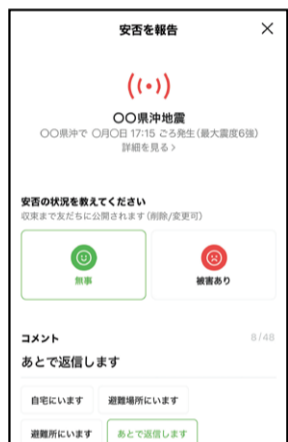 安否を報告
〇〇県沖地震
〇〇県沖で 〇月〇日 17:15 ごろ発生(最大震度6強)
詳細を見る >
安否の状況を教えてください
収束まで友だちに公開されます(削除/変更可)
無事
被害あり
コメント
8/48
あとで返信します
自宅にいます
避難場所にいます
避難所にいます
あとで返信します